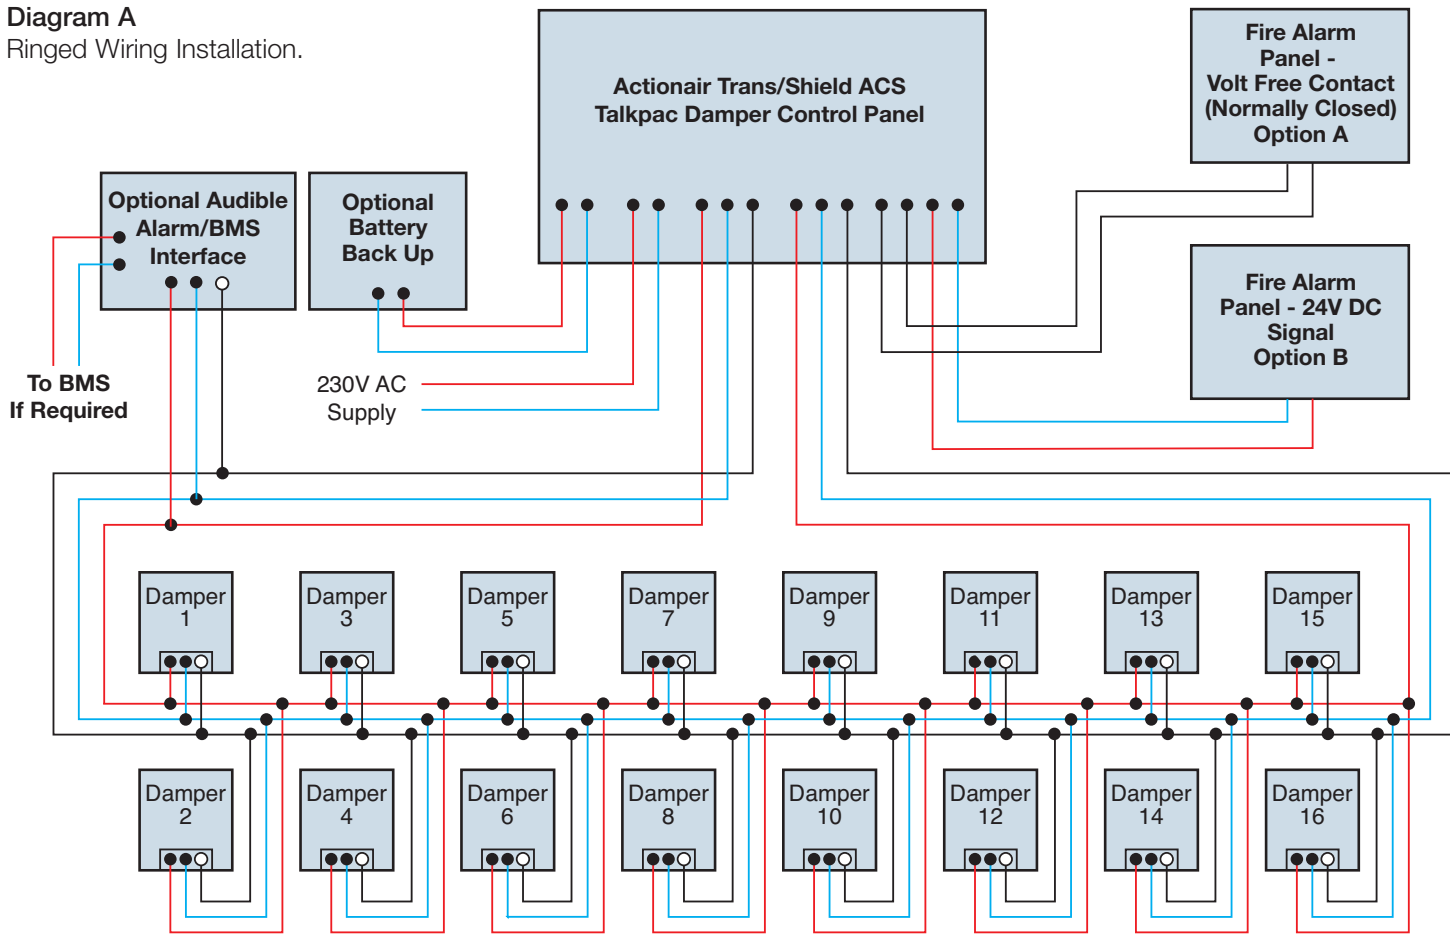 Diagram A
Ringed Wiring Installation.
Actionair Trans/Shield ACS
Talkpac Damper Control Panel
Fire Alarm
Panel -
Volt Free Contact
(Normally Closed)
Option A
Optional Audible
Alarm/BMS
Interface
Optional
Battery
Back Up
Fire Alarm
Panel - 24V DC
Signal
Option B
To BMS
If Required
230V AC
Supply
Damper
1
Damper
3
Damper
5
Damper
7
Damper
9
Damper
11
Damper
13
Damper
15
Damper
2
Damper
4
Damper
6
Damper
8
Damper
10
Damper
12
Damper
14
Damper
16